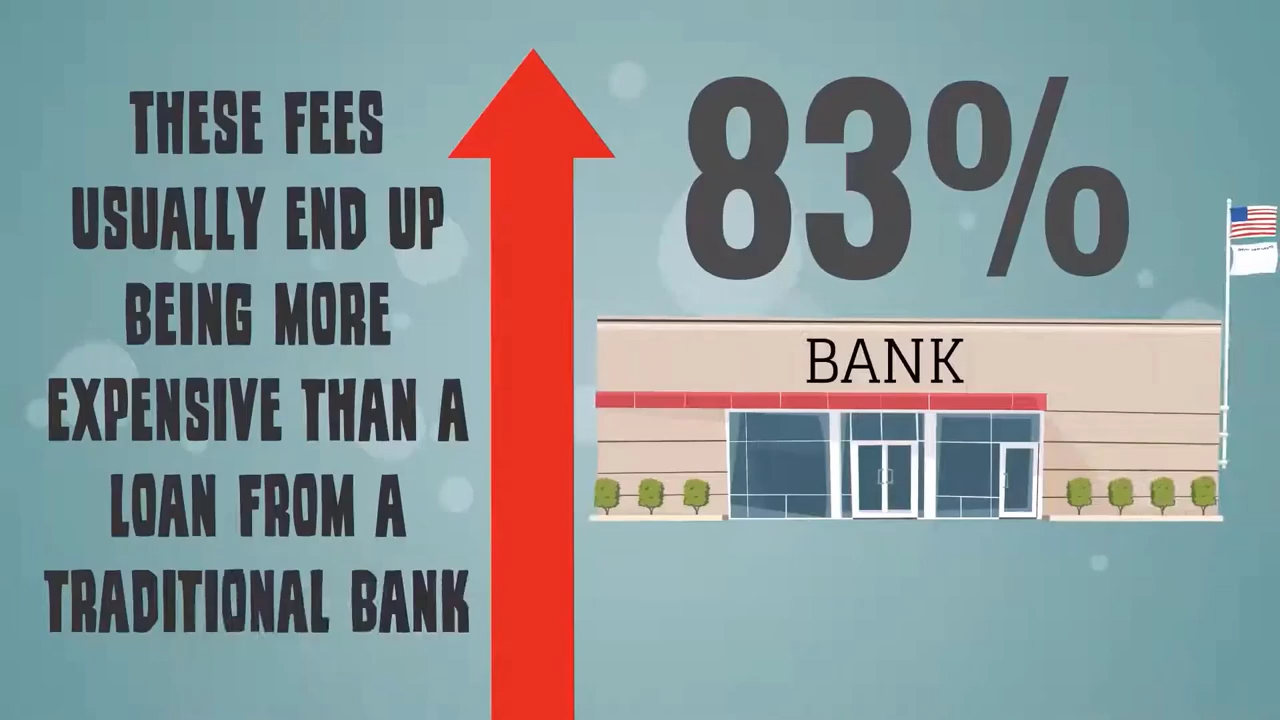 THESE FEES
USUALLY END UP
BEING MORE
EXPENSIVE THAN A
LOAN FROM A
TRADITIONAL BANK
83%
BANK